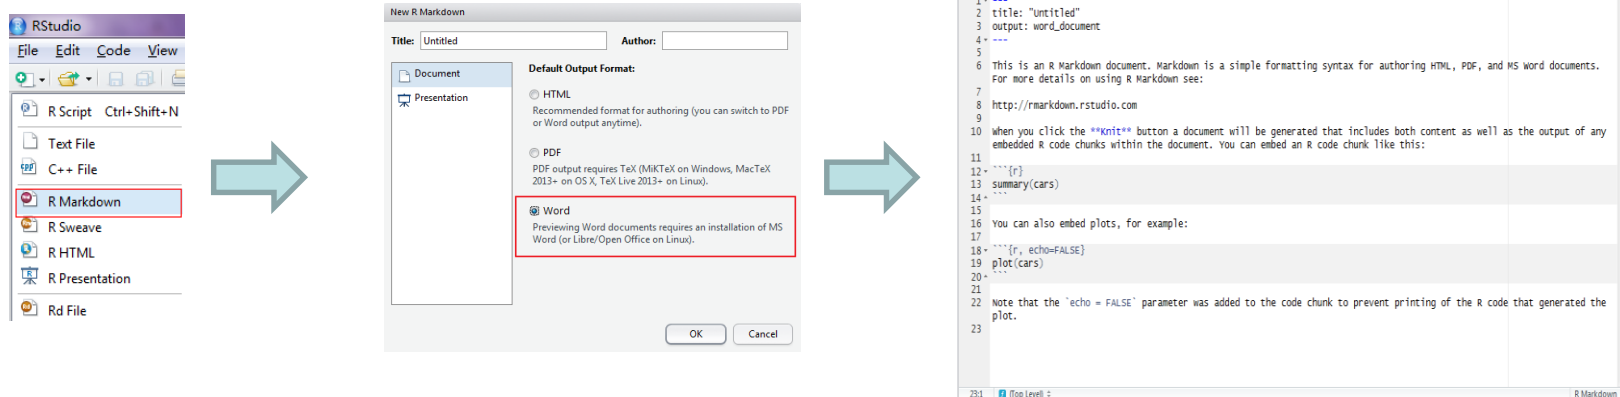 RStudio
File Edit Code View
R Script Ctrl+Shift+N
Text File
C++ File
R Markdown
R Sweave
R HTML
R Presentation
Rd File
New R Markdown
Title: Untitled Author:
Document
Presentation
Default Output Format:
HTML
Recommended format for authoring (you can switch to PDF
or Word output anytime).
PDF
PDF output requires TeX (MiKTeX on Windows, MacTeX
2013+ on OS X, TeX Live 2013+ on Linux).
Word
Previewing Word documents requires an installation of MS
Word (or Libre/Open Office on Linux).
OK Cancel
1 ---
2 title: "Untitled"
3 output: word_document
4 ---
5
6 This is an R Markdown document. Markdown is a simple formatting syntax for authoring HTML, PDF, and MS Word documents.
For more details on using R Markdown see:
7
8 http://rmarkdown.rstudio.com
9
10 When you click the **Knit** button a document will be generated that includes both content as well as the output of any
embedded R code chunks within the document. You can embed an R code chunk like this:
11
12 ```{r}
13 summary(cars)
14 ```
15
16 You can also embed plots, for example:
17
18 ```{r, echo=FALSE}
19 plot(cars)
20 ```
21
22 Note that the `echo = FALSE` parameter was added to the code chunk to prevent printing of the R code that generated the
plot.
23
23:1 (Top Level) R Markdown